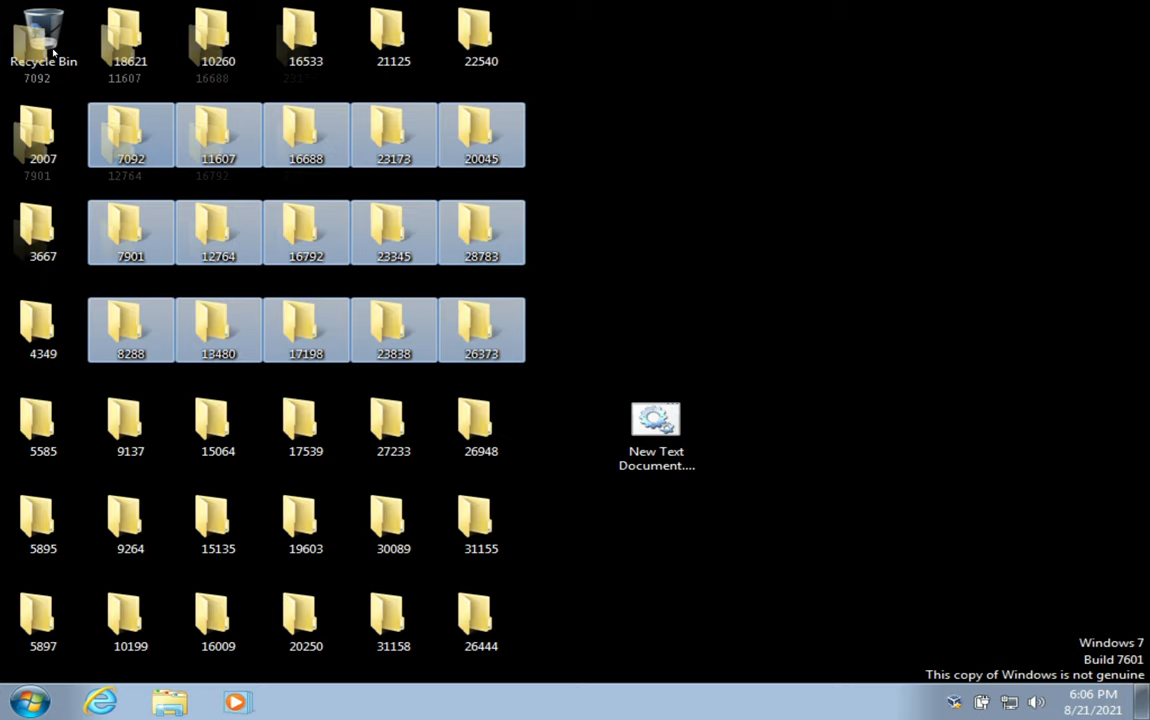 Recycle Bin 18621 10260 16533 21125 22540
7092 11607 16688 23173
2007 7092 11607 16688 23173 20045
7901 12764 16792
3667 7901 12764 16792 23345 28783
4349 8288 13480 17198 23838 26373
5585 9137 15064 17539 27233 26948
New Text
Document....
5895 9264 15135 19603 30089 31155
5897 10199 16009 20250 31158 26444
Windows 7
Build 7601
This copy of Windows is not genuine
6:06 PM
8/21/2021